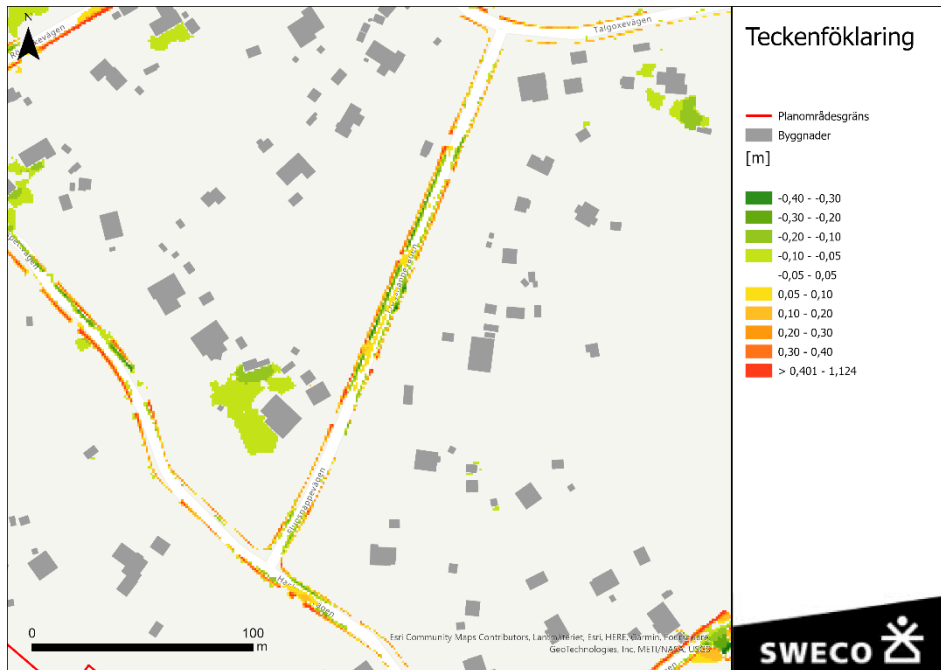 Teckenföklaring
Planområdesgräns
Byggnader
[m]
-0,40 - -0,30
-0,30 - -0,20
-0,20 - -0,10
-0,10 - -0,05
-0,05 - 0,05
0,05 - 0,10
0,10 - 0,20
0,20 - 0,30
0,30 - 0,40
> 0,401 - 1,124
SWECO
N
Talgoxevägen
0
100
m
Esri Community Maps Contributors, Lantmäteriet, Esri, HERE, Garmin, Foursquare,
GeoTechnologies, Inc, METI/NASA, USGS